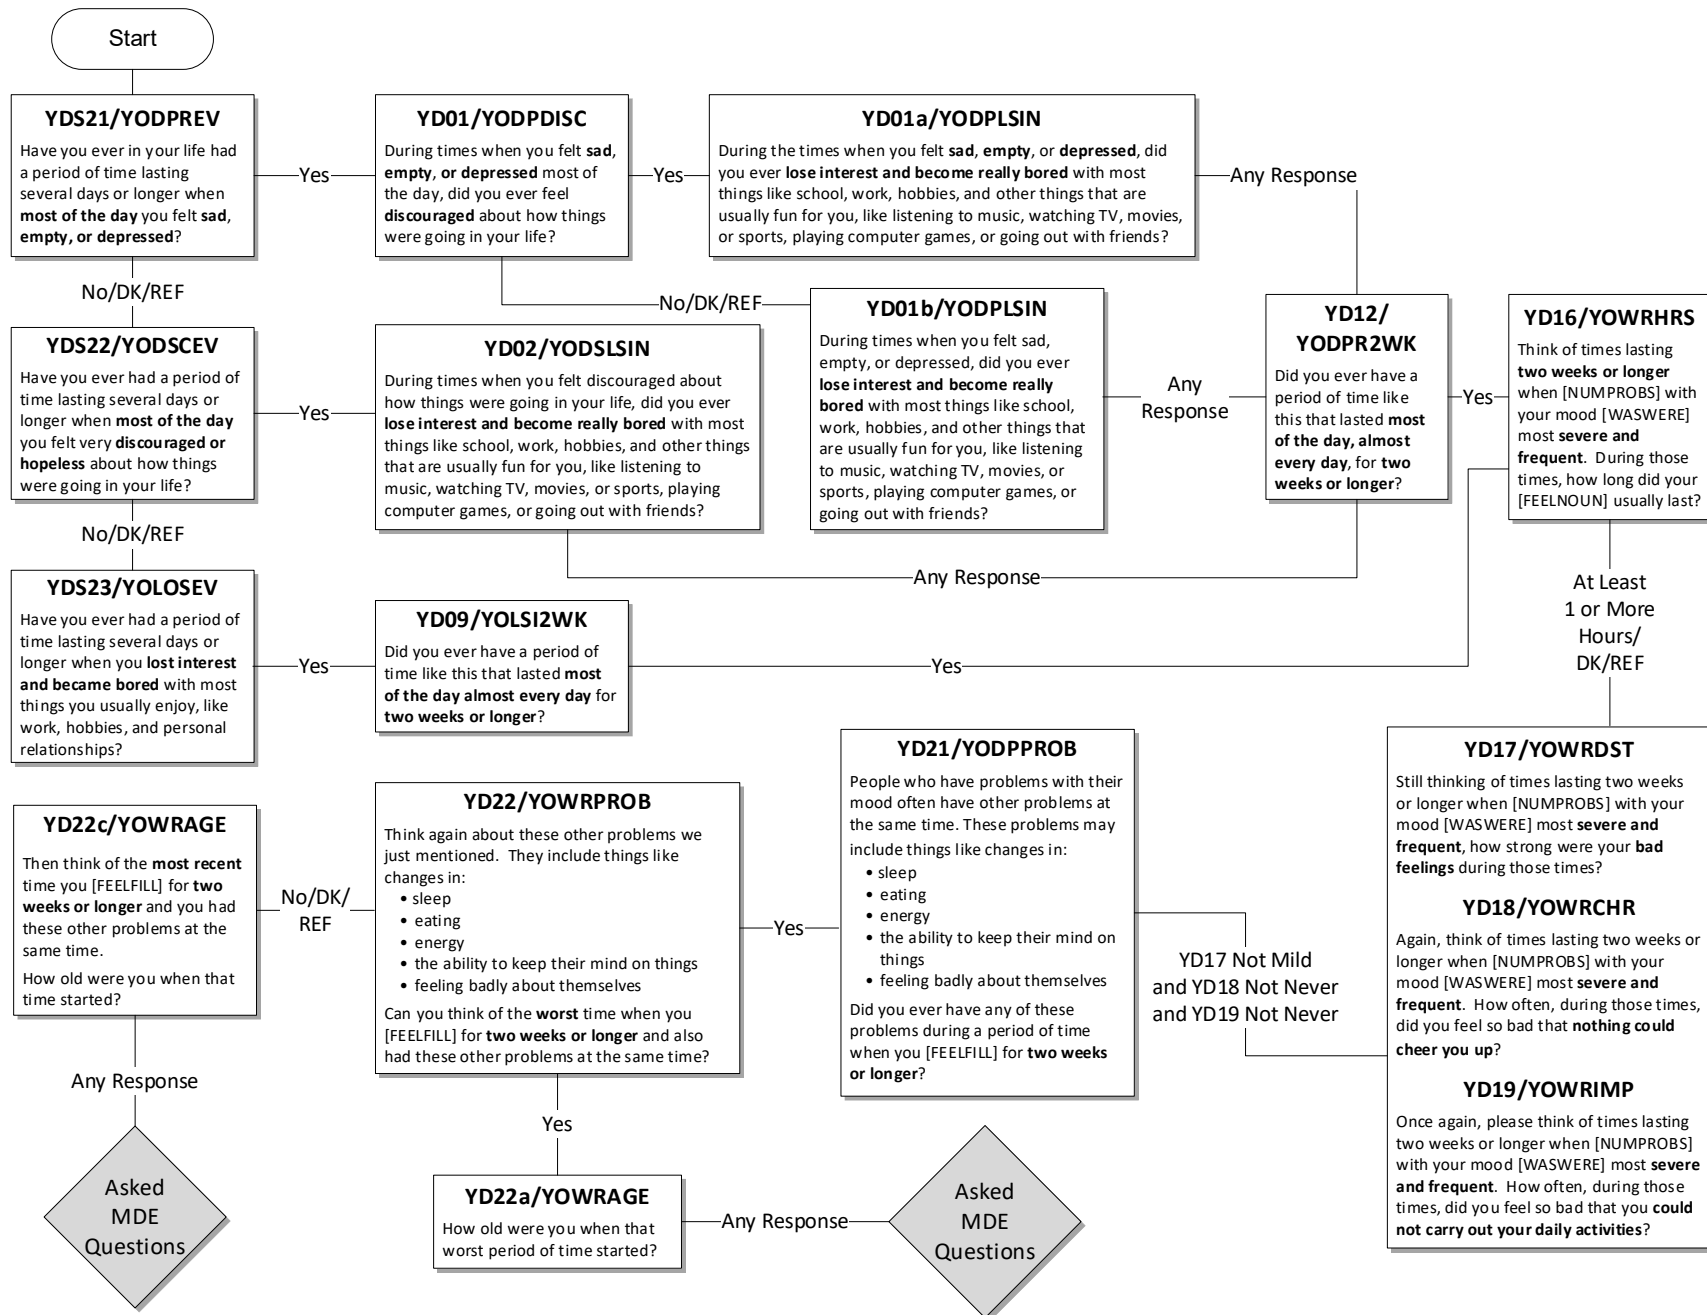 Start
YDS21/YODPREV
Have you ever in your life had
a period of time lasting
several days or longer when
most of the day you felt sad,
empty, or depressed?
Yes
YD01/YODPDISC
During times when you felt sad,
empty, or depressed most of
the day, did you ever feel
discouraged about how things
were going in your life?
Yes
YD01a/YODPLSIN
During the times when you felt sad, empty, or depressed, did
you ever lose interest and become really bored with most
things like school, work, hobbies, and other things that are
usually fun for you, like listening to music, watching TV, movies,
or sports, playing computer games, or going out with friends?
Any Response
No/DK/REF
No/DK/REF
YDS22/YODSCEV
Have you ever had a period of
time lasting several days or
longer when most of the day
you felt very discouraged or
hopeless about how things
were going in your life?
Yes
YD02/YODSLSIN
During times when you felt discouraged about
how things were going in your life, did you ever
lose interest and become really bored with most
things like school, work, hobbies, and other things
that are usually fun for you, like listening to
music, watching TV, movies, or sports, playing
computer games, or going out with friends?
YD01b/YODPLSIN
During times when you felt sad,
empty, or depressed, did you ever
lose interest and become really
bored with most things like school,
work, hobbies, and other things that
are usually fun for you, like listening
to music, watching TV, movies, or
sports, playing computer games, or
going out with friends?
Any
Response
YD12/
YODPR2WK
Did you ever have a
period of time like
this that lasted most
of the day, almost
every day, for two
weeks or longer?
Yes
YD16/YOWRHRS
Think of times lasting
two weeks or longer
when [NUMPROBS] with
your mood [WASWERE]
most severe and
frequent.  During those
times, how long did your
[FEELNOUN] usually last?
No/DK/REF
Any Response
At Least
1 or More
Hours/
DK/REF
YDS23/YOLOSEV
Have you ever had a period of
time lasting several days or
longer when you lost interest
and became bored with most
things you usually enjoy, like
work, hobbies, and personal
relationships?
Yes
YD09/YOLSI2WK
Did you ever have a period of
time like this that lasted most
of the day almost every day for
two weeks or longer?
Yes
YD17/YOWRDST
Still thinking of times lasting two weeks
or longer when [NUMPROBS] with your
mood [WASWERE] most severe and
frequent, how strong were your bad
feelings during those times?
YD18/YOWRCHR
Again, think of times lasting two weeks or
longer when [NUMPROBS] with your
mood [WASWERE] most severe and
frequent.  How often, during those times,
did you feel so bad that nothing could
cheer you up?
YD19/YOWRIMP
Once again, please think of times lasting
two weeks or longer when [NUMPROBS]
with your mood [WASWERE] most severe
and frequent.  How often, during those
times, did you feel so bad that you could
not carry out your daily activities?
YD17 Not Mild
and YD18 Not Never
and YD19 Not Never
YD21/YODPPROB
People who have problems with their
mood often have other problems at
the same time. These problems may
include things like changes in:
• sleep
• eating
• energy
• the ability to keep their mind on
things
• feeling badly about themselves
Did you ever have any of these
problems during a period of time
when you [FEELFILL] for two weeks
or longer?
Yes
YD22/YOWRPROB
Think again about these other problems we
just mentioned.  They include things like
changes in:
• sleep
• eating
• energy
• the ability to keep their mind on things
• feeling badly about themselves
Can you think of the worst time when you
[FEELFILL] for two weeks or longer and also
had these other problems at the same time?
No/DK/
REF
YD22c/YOWRAGE
Then think of the most recent
time you [FEELFILL] for two
weeks or longer and you had
these other problems at the
same time.
How old were you when that
time started?
Any Response
Asked
MDE
Questions
Yes
YD22a/YOWRAGE
How old were you when that
worst period of time started?
Any Response
Asked
MDE
Questions